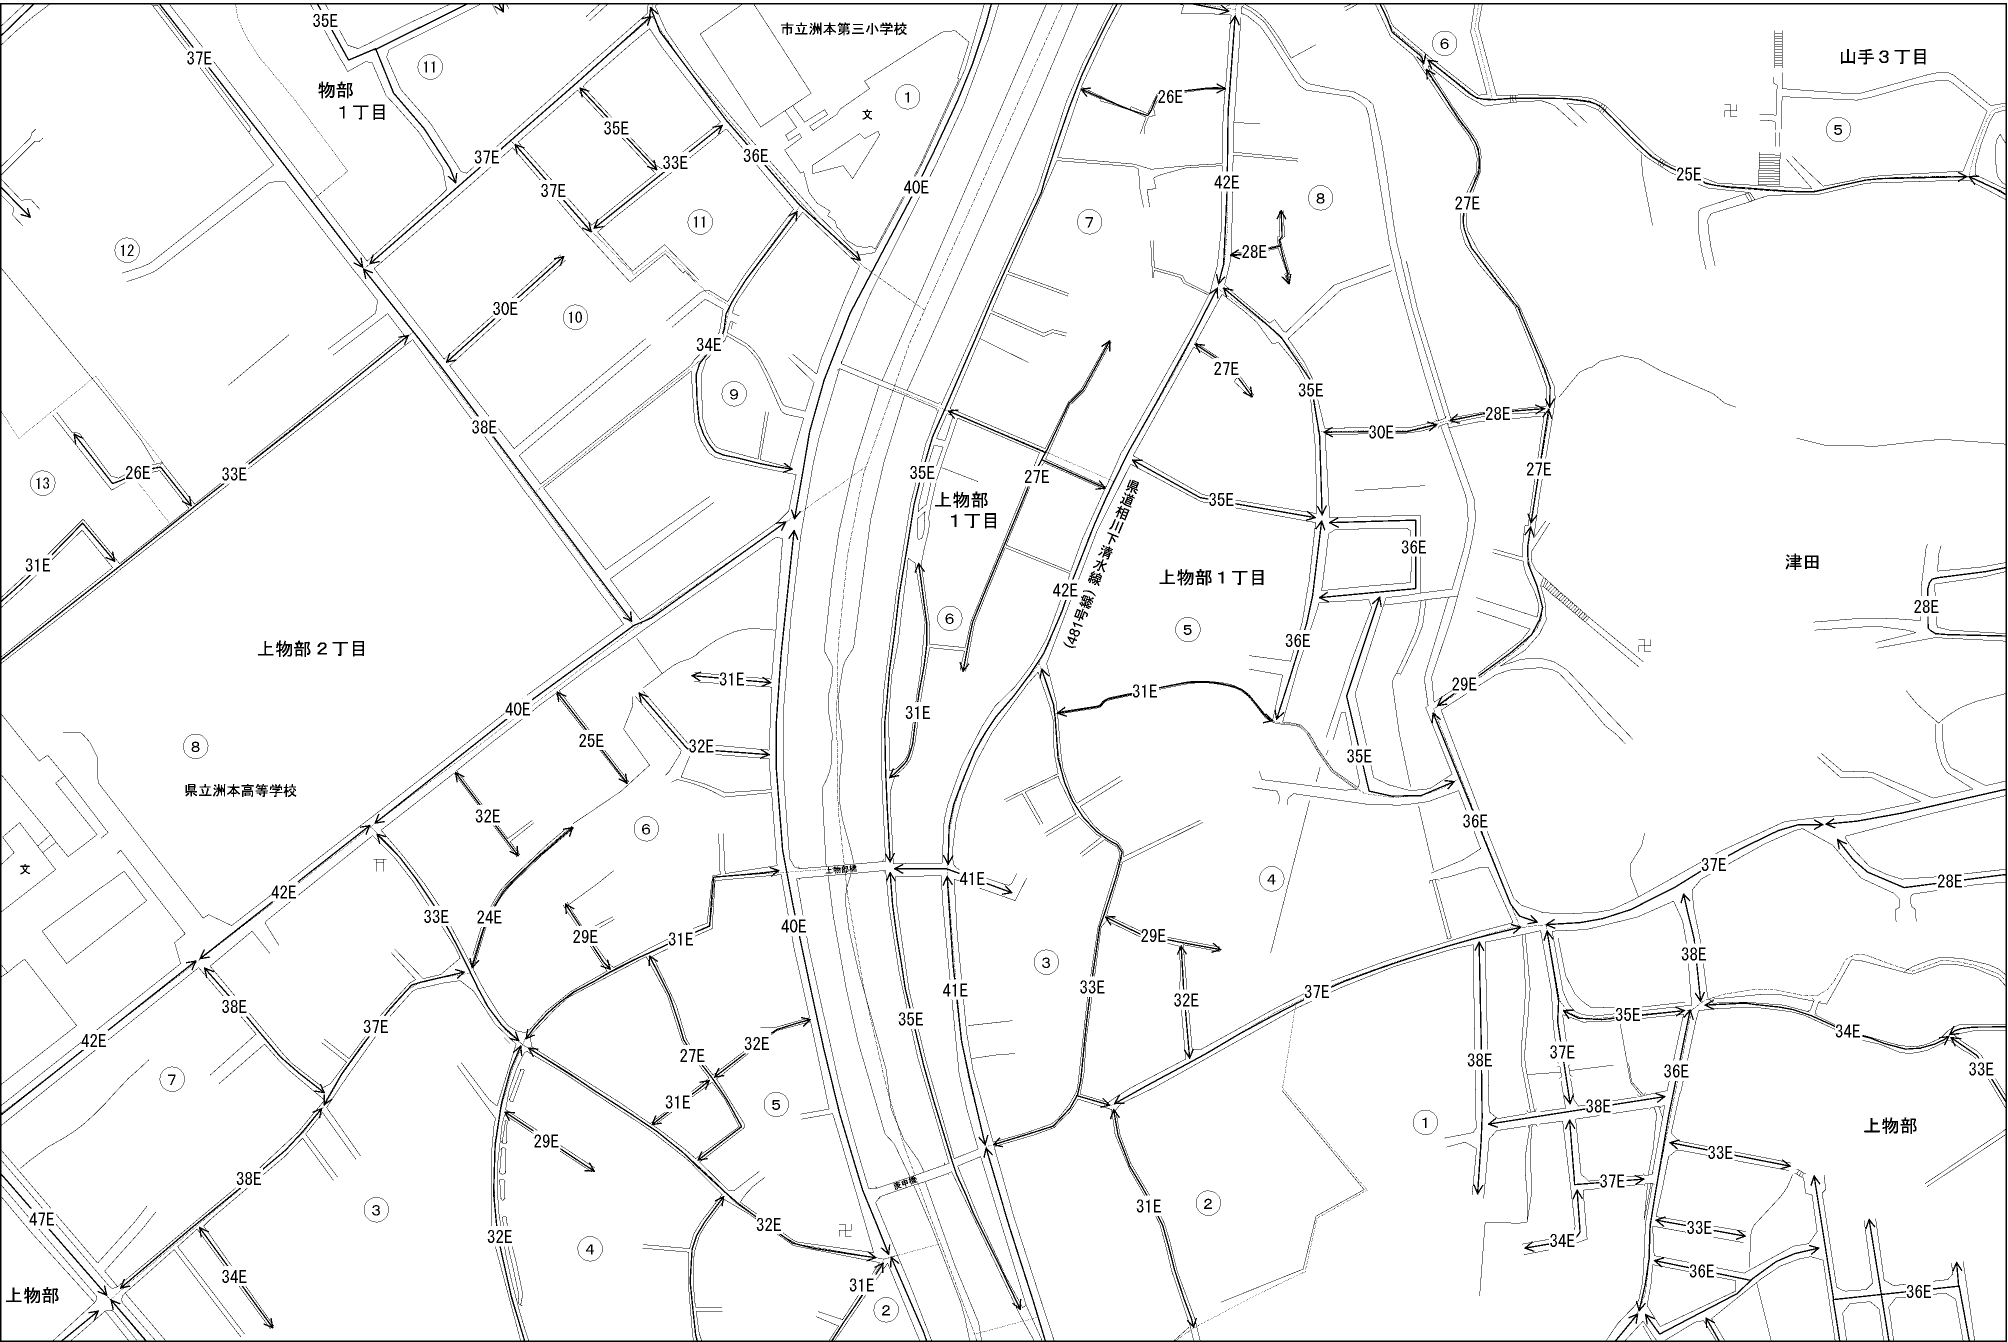 35E
市立洲本第三小学校
37E
⑥
山手３丁目
⑪
物部
１丁目
①
26E
文
卍
⑤
35E
37E
33E
36E
25E
37E
40E
42E
27E
⑧
⑦
⑪
⑫
28E
30E
⑩
34E
27E
35E
⑨
28E
30E
38E
26E
33E
35E
27E
27E
⑬
上物部
１丁目
35E
県道相川下清水線
(481号線)
36E
31E
津田
上物部１丁目
42E
28E
⑥
⑤
36E
卍
上物部２丁目
31E
29E
31E
40E
31E
25E
32E
35E
⑧
県立洲本高等学校
32E
36E
⑥
37E
文
上物部橋
41E
④
28E
42E
33E
24E
31E
40E
29E
29E
38E
③
41E
33E
32E
37E
38E
35E
35E
37E
34E
42E
32E
27E
37E
38E
36E
33E
⑦
31E
⑤
38E
①
上物部
29E
33E
38E
庚申橋
37E
31E
②
③
47E
32E
32E
卍
33E
④
34E
34E
36E
31E
36E
上物部
②